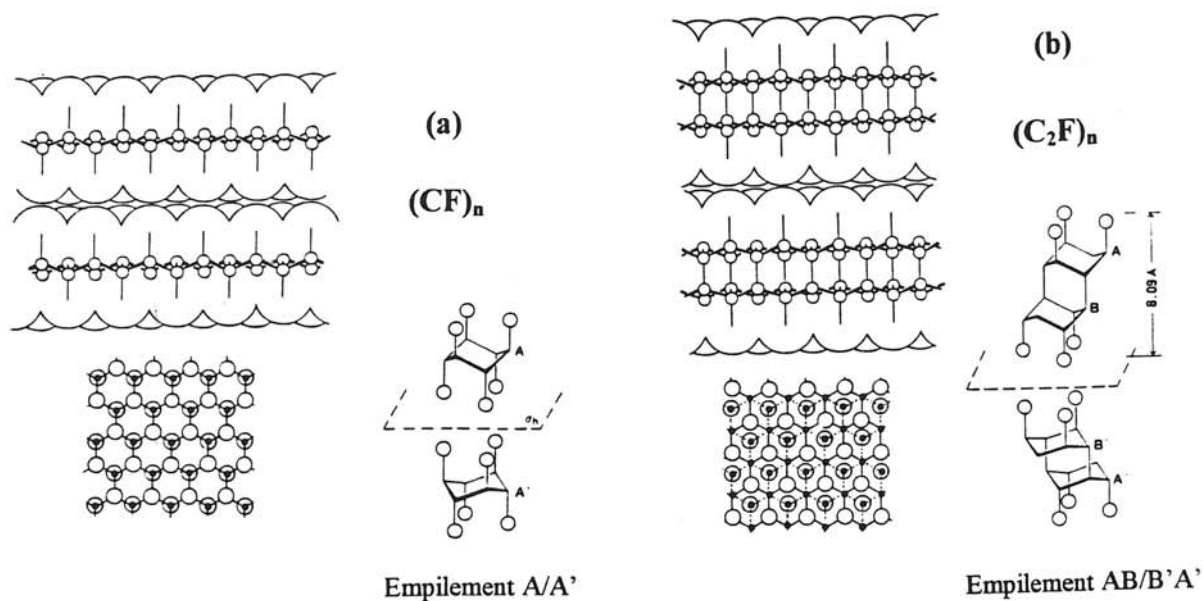 (a)
(CF)ₙ
A
σₕ
A'
Empilement A/A'
(b)
(C₂F)ₙ
A
B
8.09 A
B'
A'
Empilement AB/B'A'